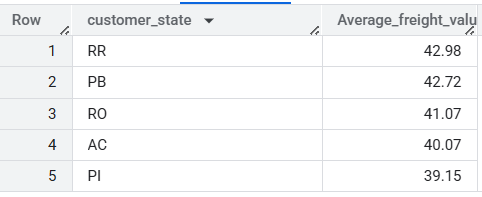 Row customer_state Average_freight_valu
1 RR 42.98
2 PB 42.72
3 RO 41.07
4 AC 40.07
5 PI 39.15